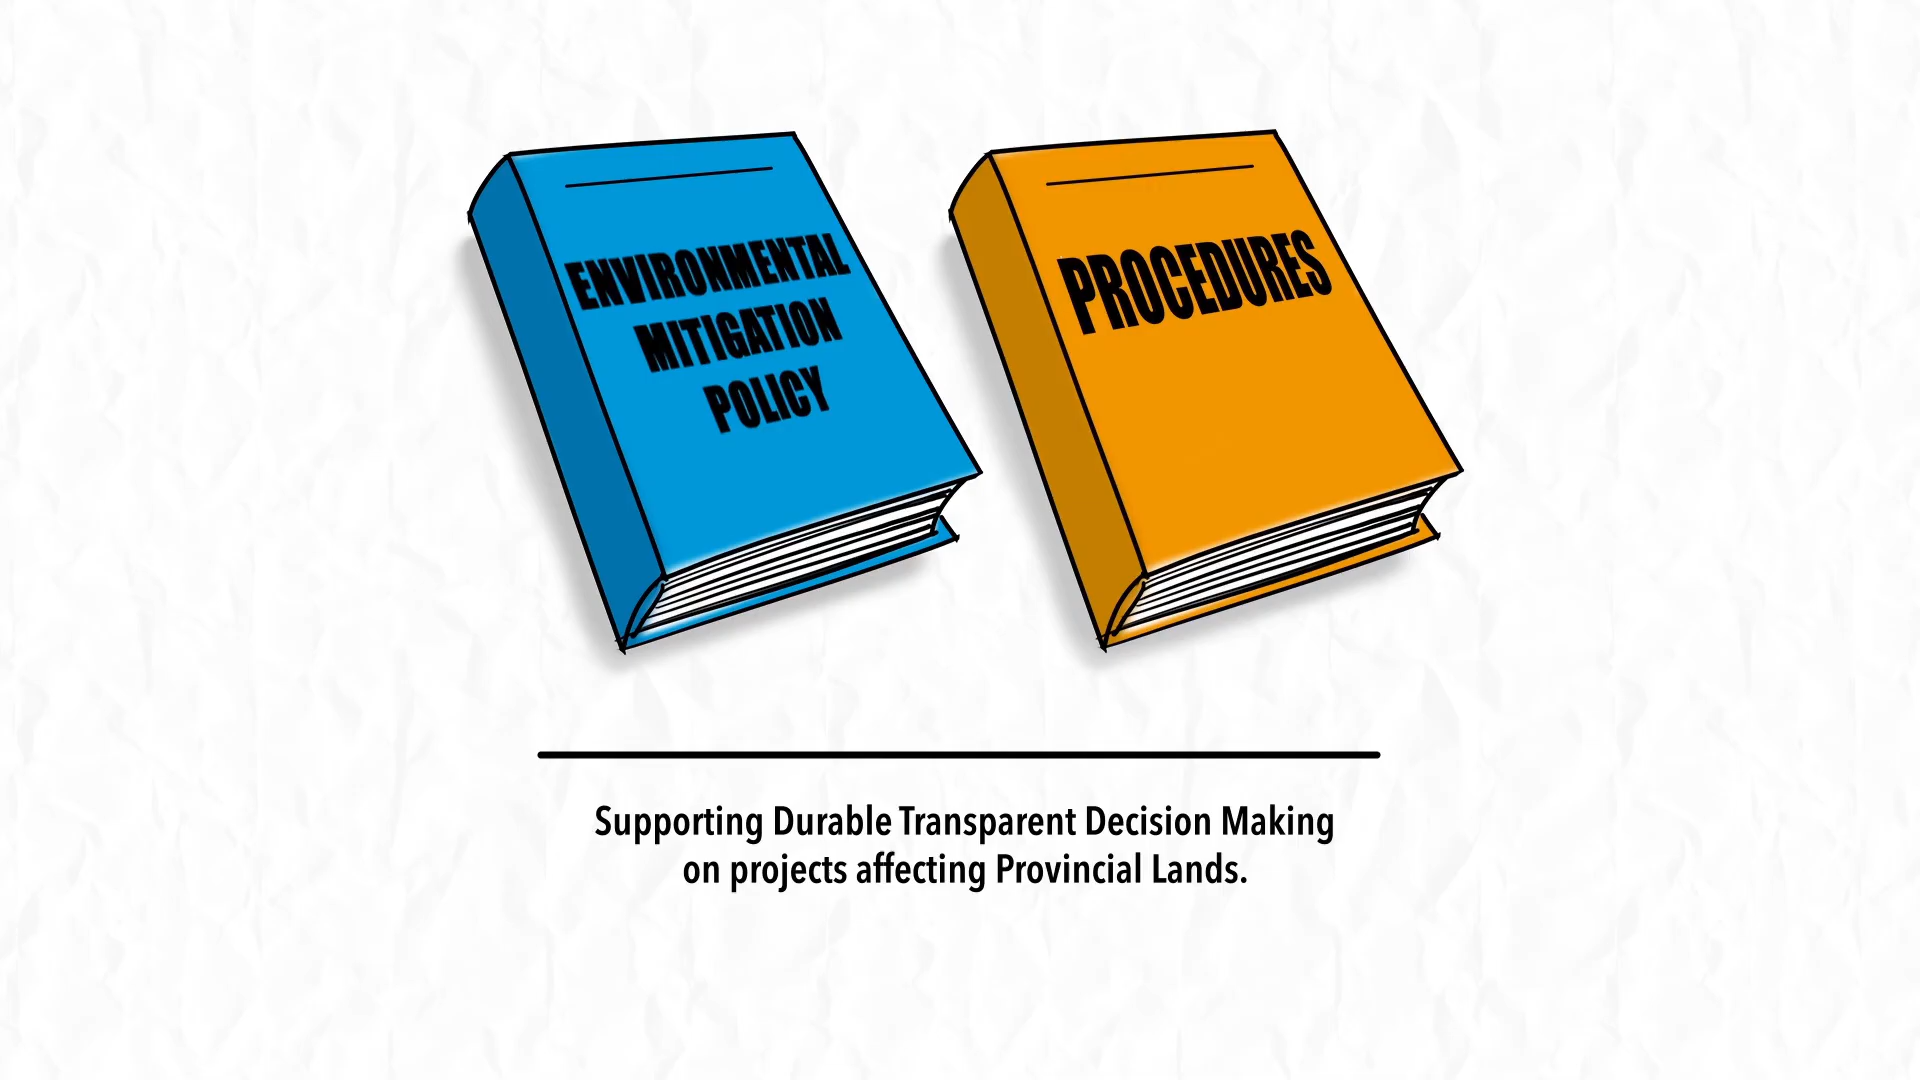 ENVIRONMENTAL
MITIGATION
POLICY
PROCEDURES
Supporting Durable Transparent Decision Making
on projects affecting Provincial Lands.